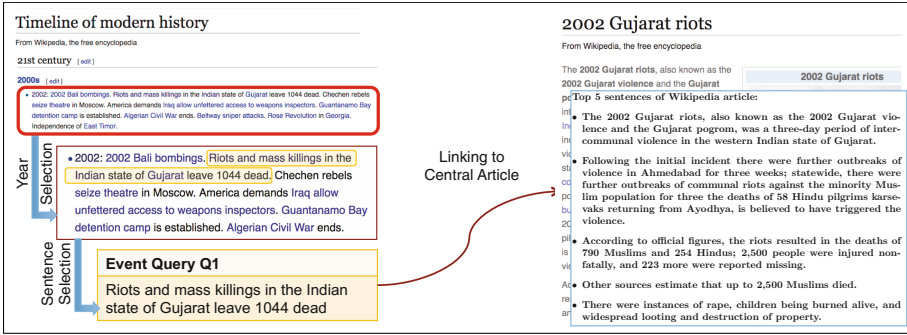 Timeline of modern history
From Wikipedia, the free encyclopedia
21st century [edit]
2000s [edit]
• 2002: 2002 Bali bombings. Riots and mass killings in the Indian state of Gujarat leave 1044 dead. Chechen rebels
seize theatre in Moscow. America demands Iraq allow unfettered access to weapons inspectors. Guantanamo Bay
detention camp is established. Algerian Civil War ends. Beltway sniper attacks. Rose Revolution in Georgia.
Independence of East Timor.
Year
Selection
• 2002: 2002 Bali bombings. Riots and mass killings in the
Indian state of Gujarat leave 1044 dead. Chechen rebels
seize theatre in Moscow. America demands Iraq allow
unfettered access to weapons inspectors. Guantanamo Bay
detention camp is established. Algerian Civil War ends.
Sentence
Selection
Event Query Q1
Riots and mass killings in the Indian
state of Gujarat leave 1044 dead
Linking to
Central Article
2002 Gujarat riots
From Wikipedia, the free encyclopedia
The 2002 Gujarat riots, also known as the
2002 Gujarat violence and the Gujarat
2002 Gujarat riots
Top 5 sentences of Wikipedia article:
• The 2002 Gujarat riots, also known as the 2002 Gujarat vio-
lence and the Gujarat pogrom, was a three-day period of inter-
communal violence in the western Indian state of Gujarat.
• Following the initial incident there were further outbreaks of
violence in Ahmedabad for three weeks; statewide, there were
further outbreaks of communal riots against the minority Mus-
lim population for three the deaths of 58 Hindu pilgrims karse-
vaks returning from Ayodhya, is believed to have triggered the
violence.
• According to official figures, the riots resulted in the deaths of
790 Muslims and 254 Hindus; 2,500 people were injured non-
fatally, and 223 more were reported missing.
• Other sources estimate that up to 2,500 Muslims died.
• There were instances of rape, children being burned alive, and
widespread looting and destruction of property.